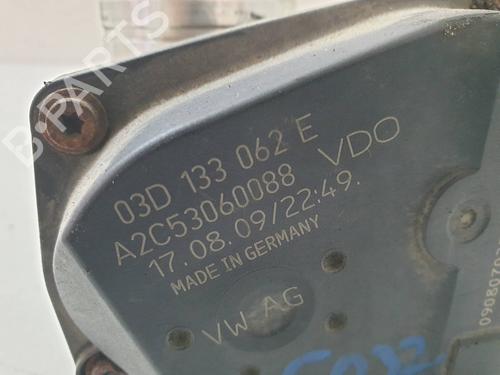 03D 133 062 E
VDO
A2C53060088
17.08.09/22:49.
MADE IN GERMANY
VW AG
B-PARTS